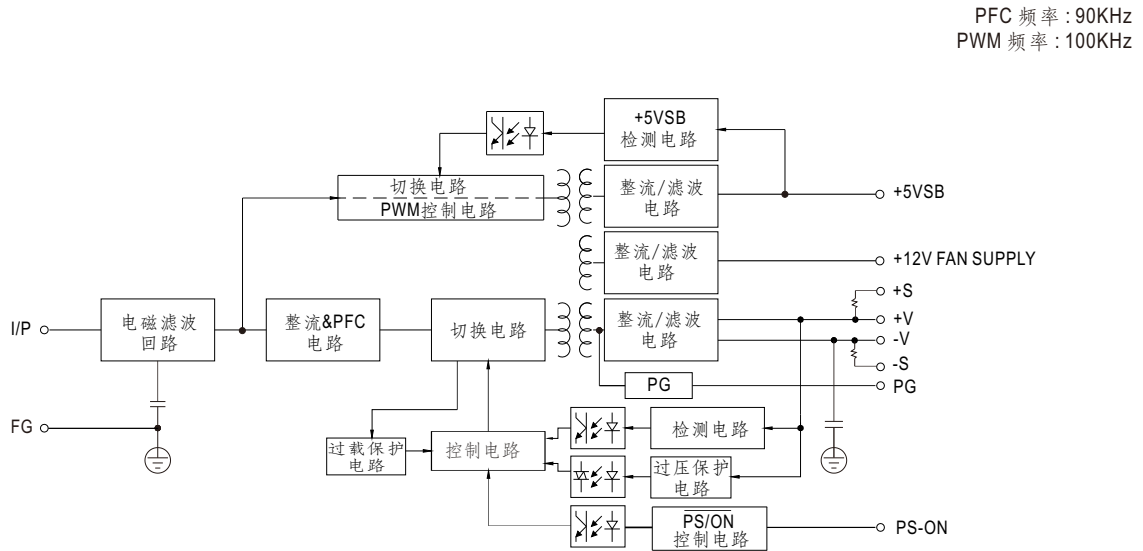 PFC 频率 : 90KHz
PWM 频率 : 100KHz
+5VSB
检测电路
切换电路
PWM控制电路
整流/滤波
电路
+5VSB
整流/滤波
电路
+12V FAN SUPPLY
+S
I/P
电磁滤波
回路
整流&PFC
电路
切换电路
整流/滤波
电路
+V
-V
-S
PG
PG
FG
过载保护
电路
控制电路
检测电路
过压保护
电路
PS/ON
控制电路
PS-ON